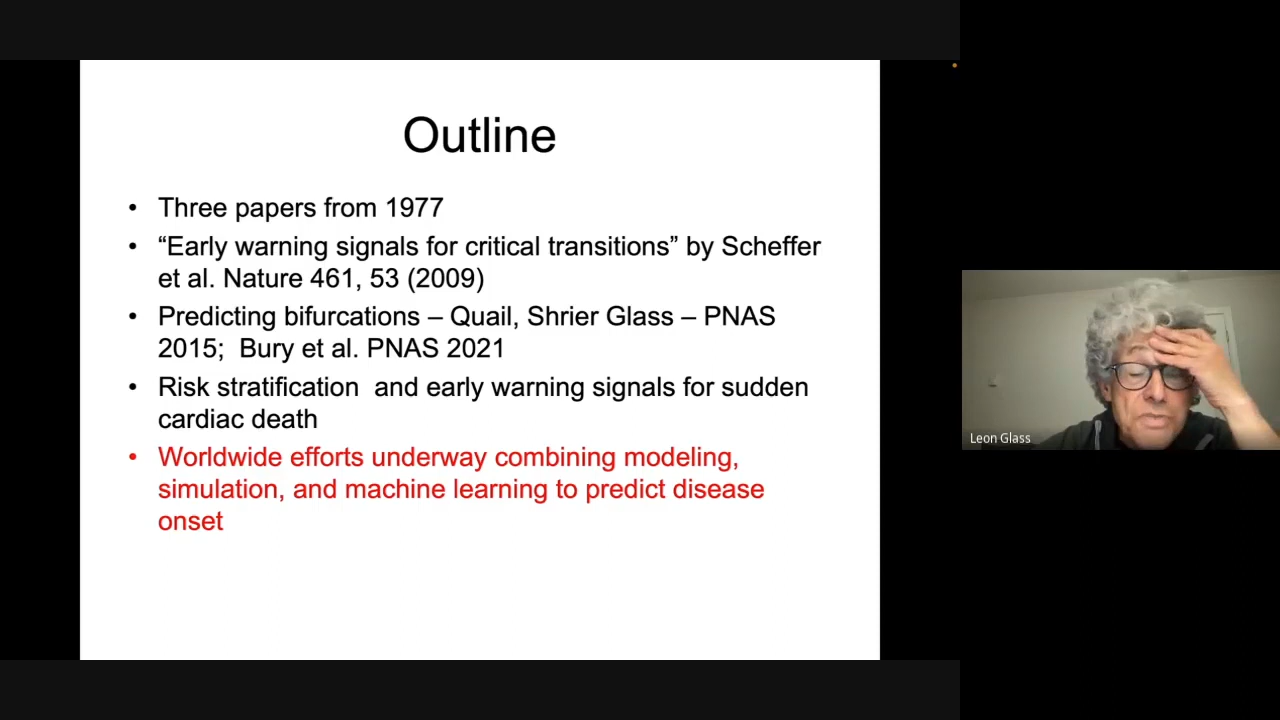 Outline
• Three papers from 1977
• “Early warning signals for critical transitions” by Scheffer
et al. Nature 461, 53 (2009)
• Predicting bifurcations – Quail, Shrier Glass – PNAS
2015;  Bury et al. PNAS 2021
• Risk stratification  and early warning signals for sudden
cardiac death
• Worldwide efforts underway combining modeling,
simulation, and machine learning to predict disease
onset
Leon Glass